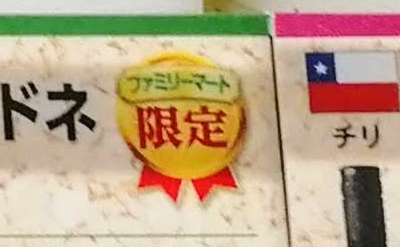 ドネ
ファミリーマート
限定
チリ